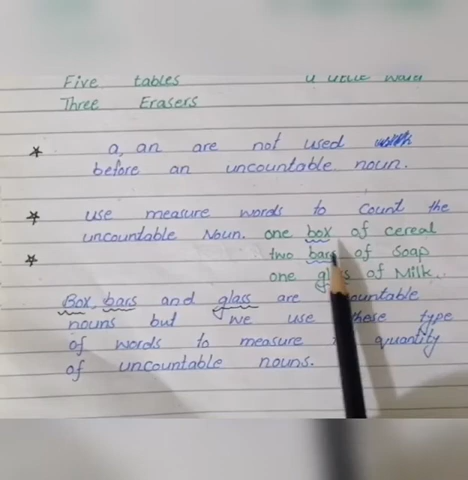 Five tables
Three Erasers
a, an are not used
before an uncountable noun.
use measure words to count the
uncountable Noun. one box of cereal
two bars of Soap
one of Milk.
Box, bars and glass are
nouns but we use type
of words to measure quantity
of uncountable nouns.